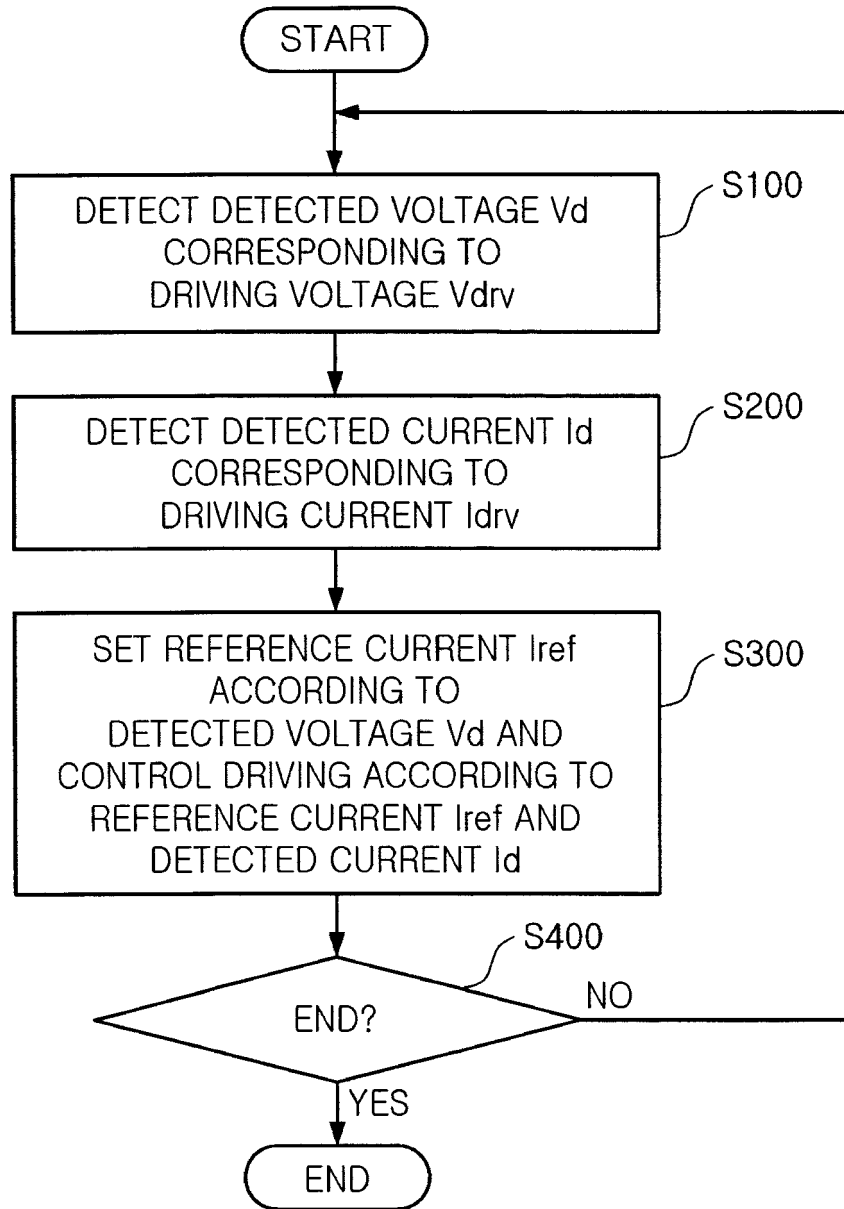 START
DETECT DETECTED VOLTAGE Vd
CORRESPONDING TO
DRIVING VOLTAGE Vdrv
S100
DETECT DETECTED CURRENT Id
CORRESPONDING TO
DRIVING CURRENT Idrv
S200
SET REFERENCE CURRENT Iref
ACCORDING TO
DETECTED VOLTAGE Vd AND
CONTROL DRIVING ACCORDING TO
REFERENCE CURRENT Iref AND
DETECTED CURRENT Id
S300
S400
END?
NO
YES
END